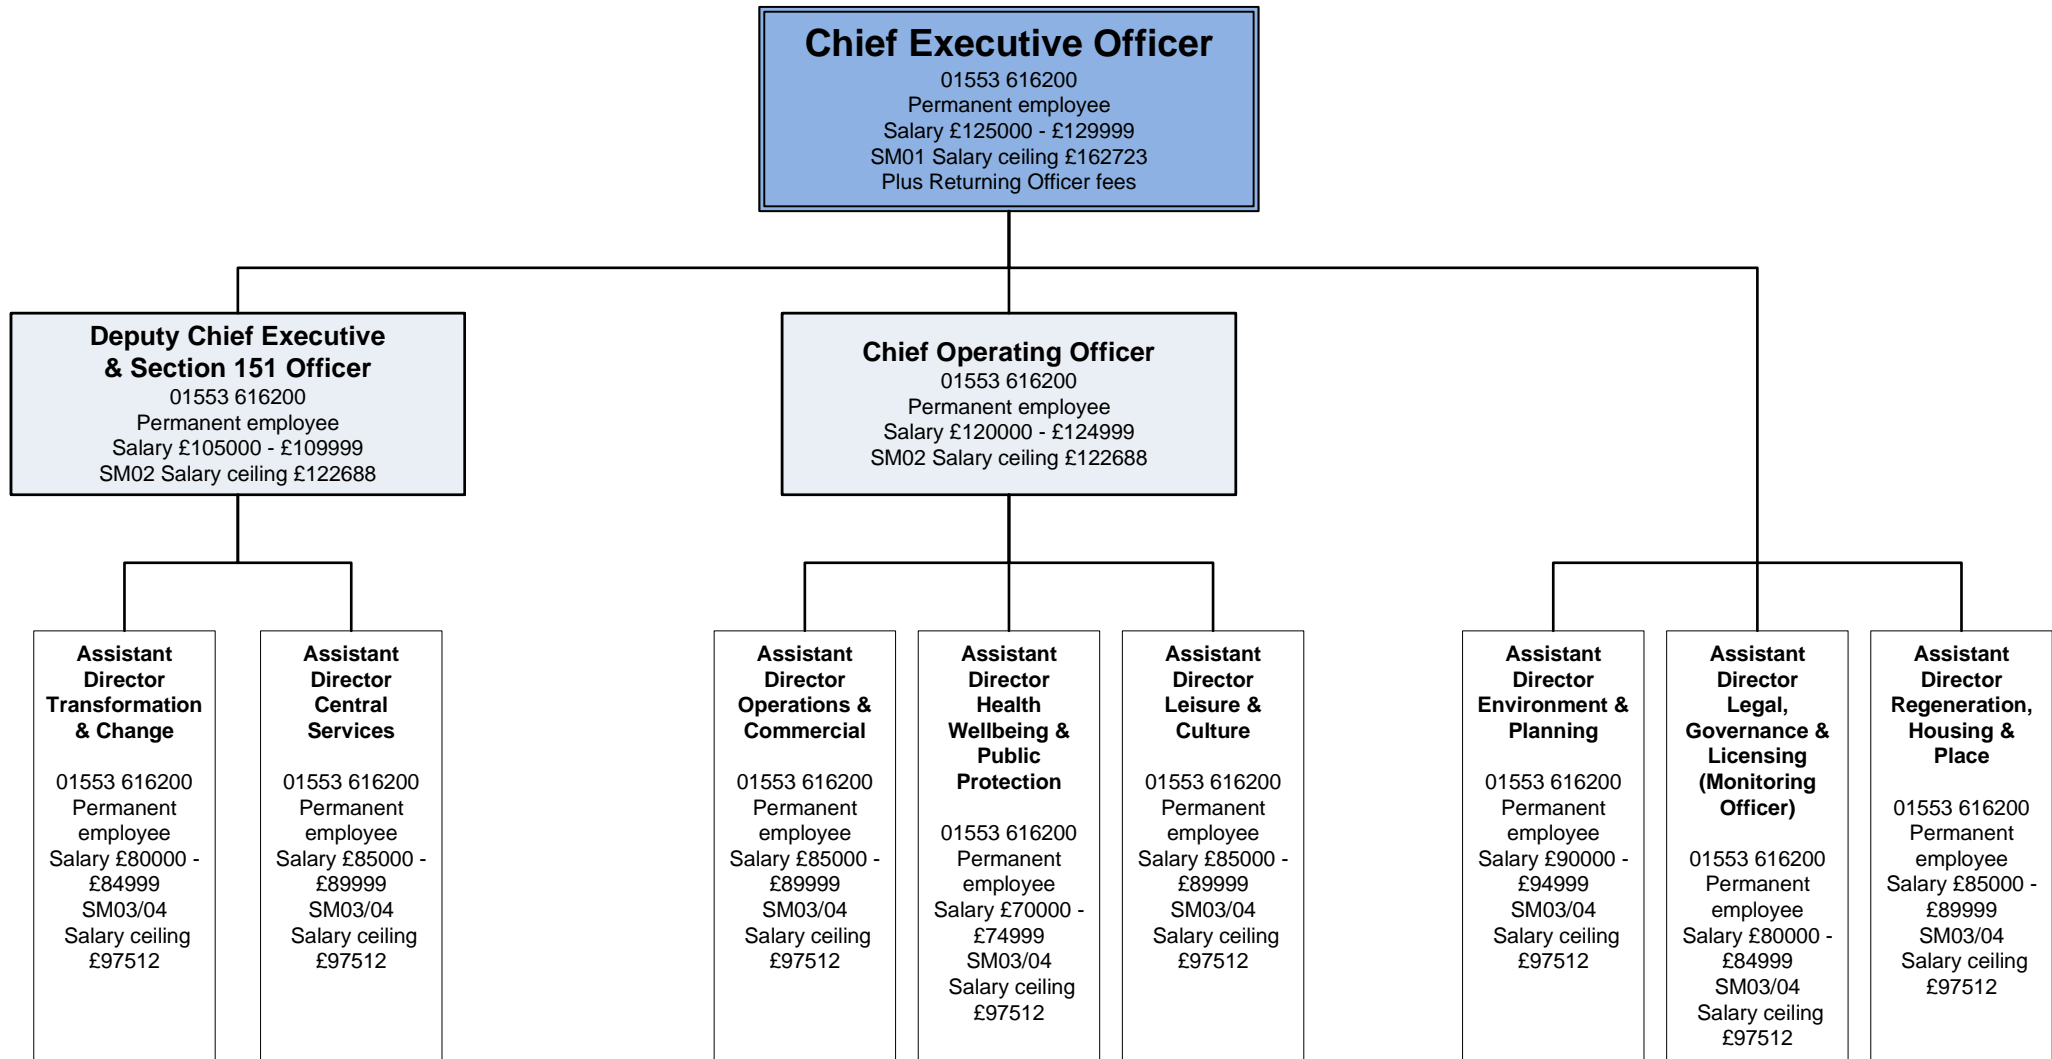 Chief Executive Officer
01553 616200
Permanent employee
Salary £125000 - £129999
SM01 Salary ceiling £162723
Plus Returning Officer fees
Deputy Chief Executive
& Section 151 Officer
01553 616200
Permanent employee
Salary £105000 - £109999
SM02 Salary ceiling £122688
Chief Operating Officer
01553 616200
Permanent employee
Salary £120000 - £124999
SM02 Salary ceiling £122688
Assistant
Director
Transformation
& Change
01553 616200
Permanent
employee
Salary £80000 -
£84999
SM03/04
Salary ceiling
£97512
Assistant
Director
Central
Services
01553 616200
Permanent
employee
Salary £85000 -
£89999
SM03/04
Salary ceiling
£97512
Assistant
Director
Operations &
Commercial
01553 616200
Permanent
employee
Salary £85000 -
£89999
SM03/04
Salary ceiling
£97512
Assistant
Director
Health
Wellbeing &
Public
Protection
01553 616200
Permanent
employee
Salary £70000 -
£74999
SM03/04
Salary ceiling
£97512
Assistant
Director
Leisure &
Culture
01553 616200
Permanent
employee
Salary £85000 -
£89999
SM03/04
Salary ceiling
£97512
Assistant
Director
Environment &
Planning
01553 616200
Permanent
employee
Salary £90000 -
£94999
SM03/04
Salary ceiling
£97512
Assistant
Director
Legal,
Governance &
Licensing
(Monitoring
Officer)
01553 616200
Permanent
employee
Salary £80000 -
£84999
SM03/04
Salary ceiling
£97512
Assistant
Director
Regeneration,
Housing &
Place
01553 616200
Permanent
employee
Salary £85000 -
£89999
SM03/04
Salary ceiling
£97512